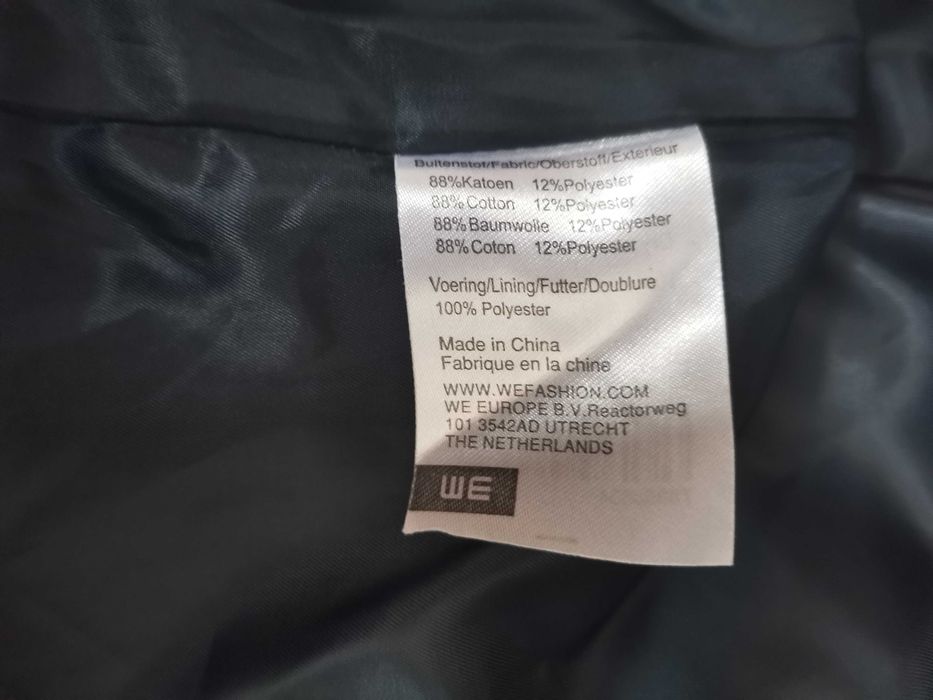 Buitenstof/Fabric/Oberstoff/Exterieur
88%Katoen 12%Polyester
88%Cotton 12%Polyester
88%Baumwolle 12%Polyester
88%Coton 12%Polyester
Voering/Lining/Futter/Doublure
100% Polyester
Made in China
Fabrique en la chine
WWW.WEFASHION.COM
WE EUROPE B.V.Reactorweg
101 3542AD UTRECHT
THE NETHERLANDS
WE